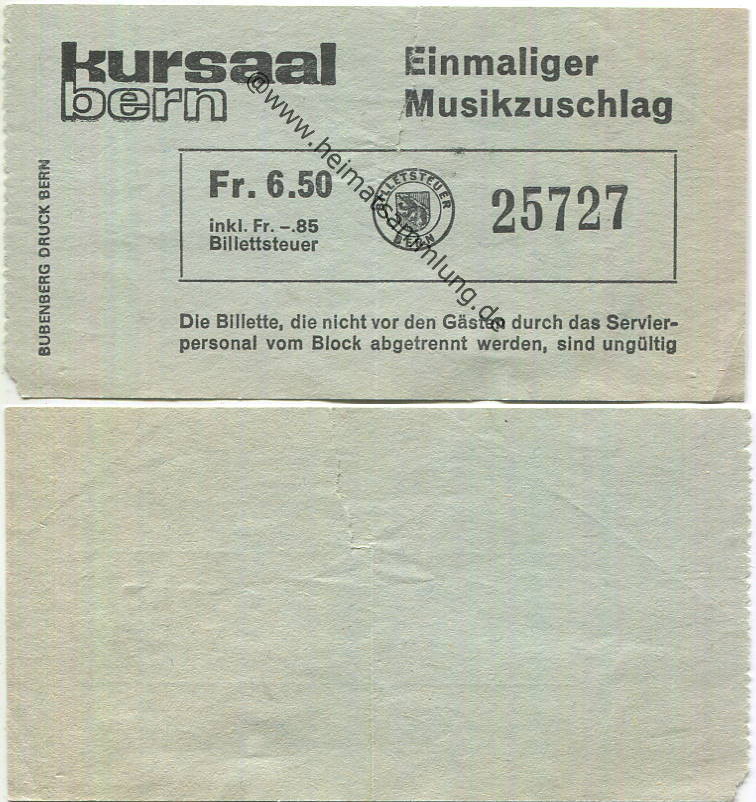 kursaal
bern
Einmaliger
Musikzuschlag
Fr. 6.50
inkl. Fr. -.85
Billettsteuer
BILLETSTEUER
BERN
25727
Die Billette, die nicht vor den Gästen durch das Servier-
personal vom Block abgetrennt werden, sind ungültig
BUBENBERG DRUCK BERN
@www.heimatsammlung.de